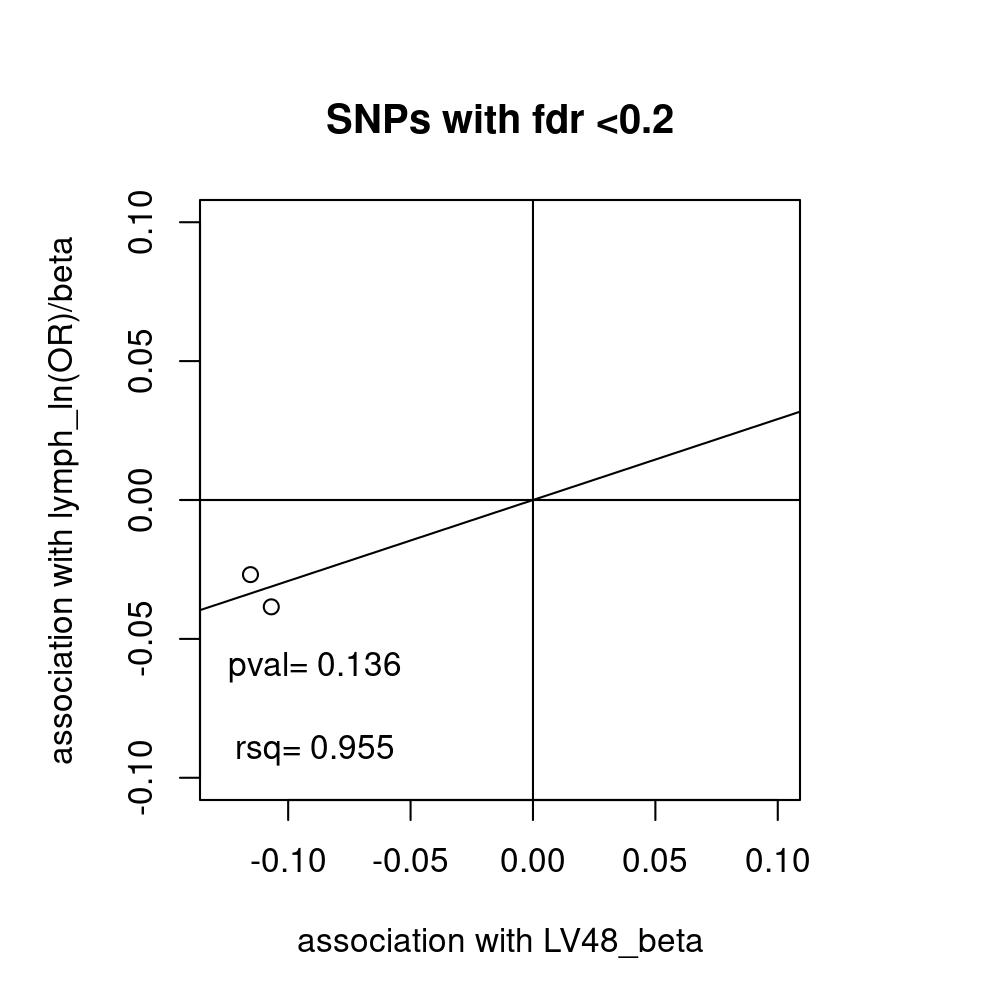 SNPs with fdr <0.2
association with lymph_ln(OR)/beta
0.10
0.05
0.00
-0.05
-0.10
pval= 0.136
rsq= 0.955
-0.10 -0.05 0.00 0.05 0.10
association with LV48_beta